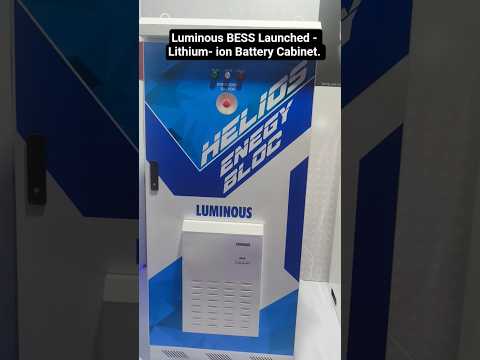 Luminous BESS Launched -
Lithium- ion Battery Cabinet.
HELIOS
ENEGY
BLOC
LUMINOUS